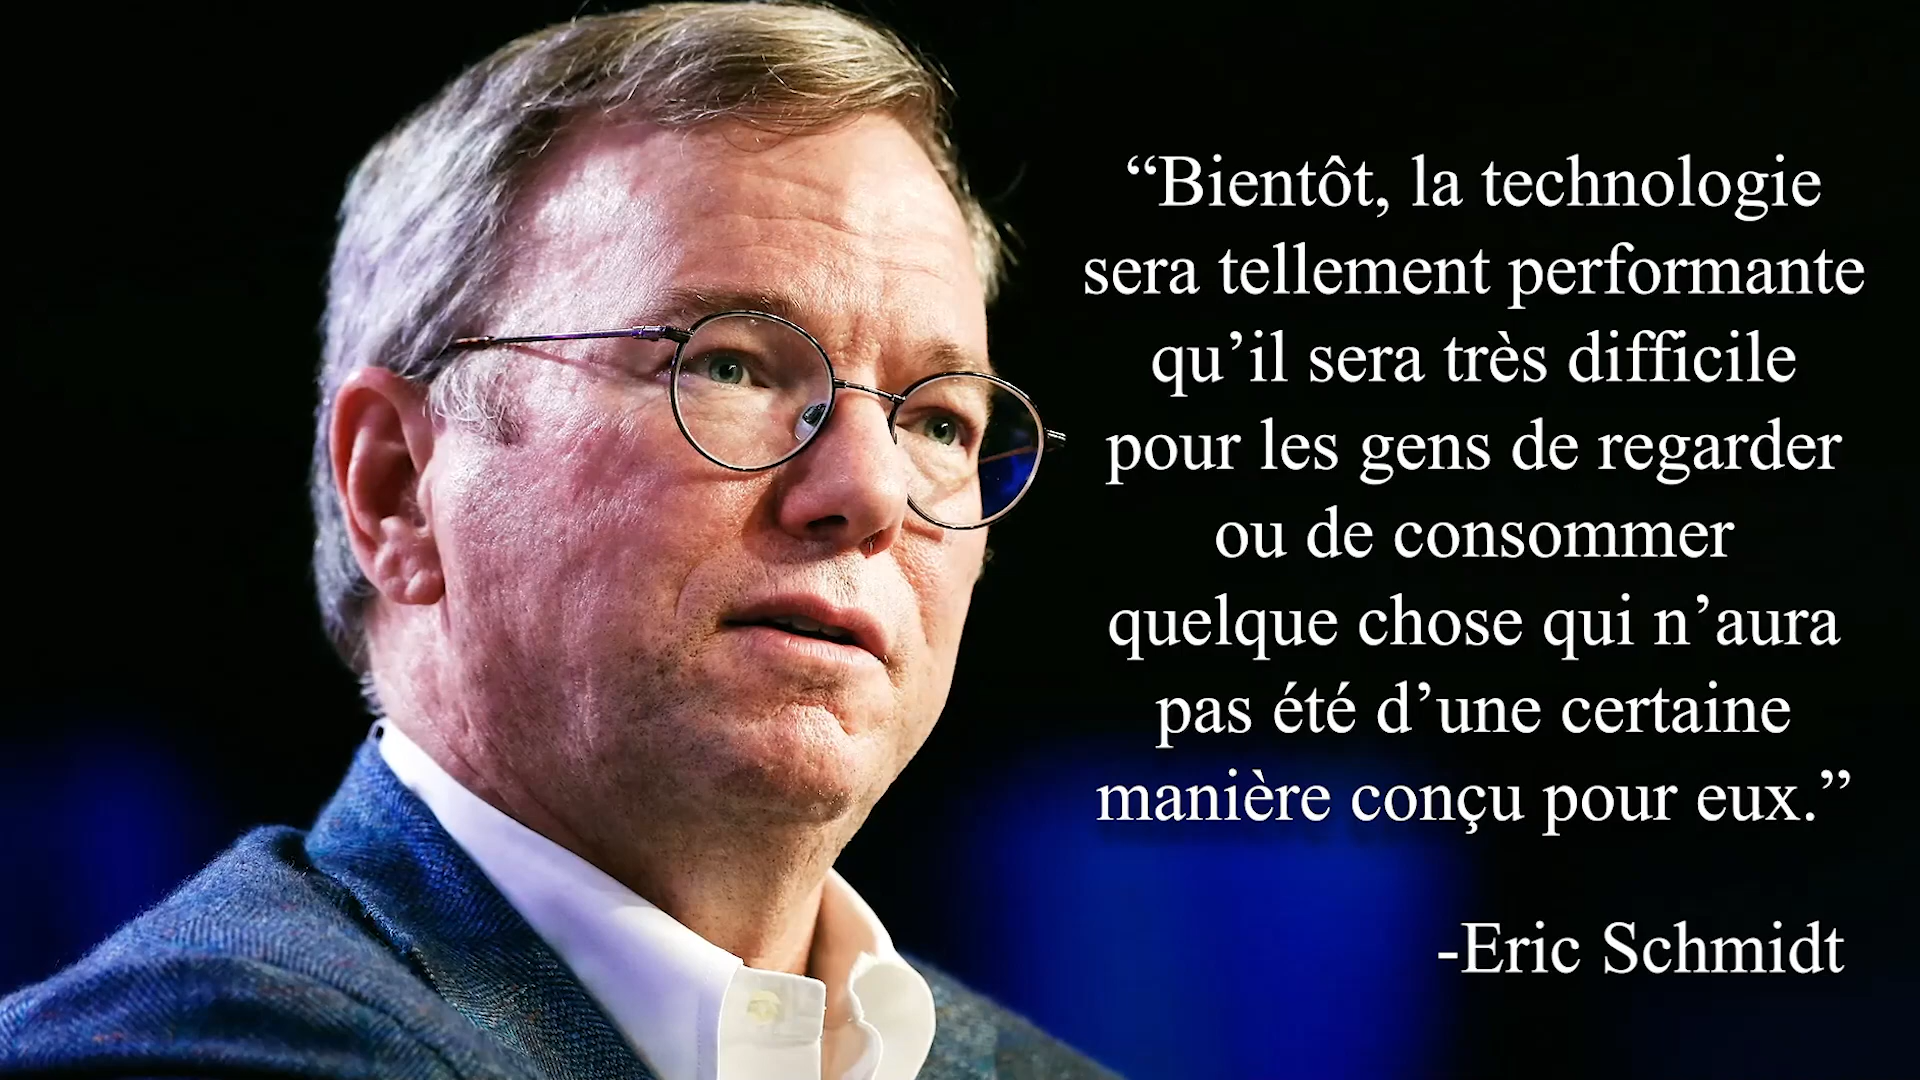 “Bientôt, la technologie
sera tellement performante
qu’il sera très difficile
pour les gens de regarder
ou de consommer
quelque chose qui n’aura
pas été d’une certaine
manière conçu pour eux.”
-Eric Schmidt